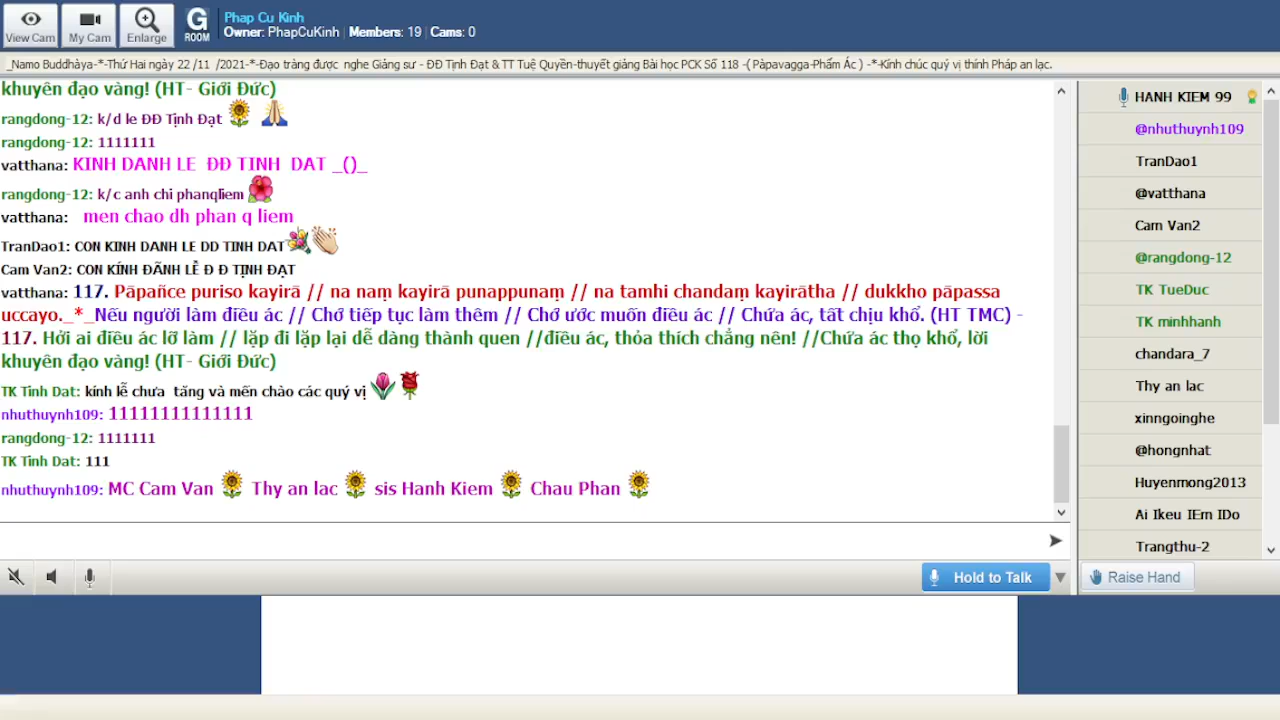 View Cam
My Cam
Enlarge
G
ROOM
Phap Cu Kinh
Owner: PhapCuKinh | Members: 19 | Cams: 0
_Namo Buddhàya-*-Thứ Hai ngày 22 /11 /2021-*-Đạo tràng được nghe Giảng sư - ĐĐ Tịnh Đạt & TT Tuệ Quyền-thuyết giảng Bài học PCK Số 118 -( Pàpavagga-Phẩm Ác ) -*-Kính chúc quý vị thính Pháp an lạc.
khuyên đạo vàng! (HT- Giới Đức)
rangdong-12: k/d le ĐĐ Tịnh Đạt
rangdong-12: 1111111
vatthana: KINH DANH LE ĐĐ TINH DAT _()_
rangdong-12: k/c anh chi phanqliem
vatthana: men chao dh phan q liem
TranDao1: CON KINH DANH LE DD TINH DAT
Cam Van2: CON KÍNH ĐÃNH LỄ Đ Đ TỊNH ĐẠT
vatthana: 117. Pāpañce puriso kayirā // na naṃ kayirā punappunaṃ // na tamhi chandaṃ kayirātha // dukkho pāpassa
uccayo._*_Nếu người làm điều ác // Chớ tiếp tục làm thêm // Chớ ước muốn điều ác // Chứa ác, tất chịu khổ. (HT TMC) -
117. Hởi ai điều ác lỡ làm // lặp đi lặp lại dễ dàng thành quen //điều ác, thỏa thích chẳng nên! //Chứa ác thọ khổ, lời
khuyên đạo vàng! (HT- Giới Đức)
TK Tinh Dat: kính lễ chưa tăng và mến chào các quý vị
nhuthuynh109: 11111111111111
rangdong-12: 1111111
TK Tinh Dat: 111
nhuthuynh109: MC Cam Van Thy an lac sis Hanh Kiem Chau Phan
Hold to Talk
HANH KIEM 99
@nhuthuynh109
TranDao1
@vatthana
Cam Van2
@rangdong-12
TK TueDuc
TK minhhanh
chandara_7
Thy an lac
xinngoinghe
@hongnhat
Huyenmong2013
Ai Ikeu IEm IDo
Trangthu-2
Raise Hand